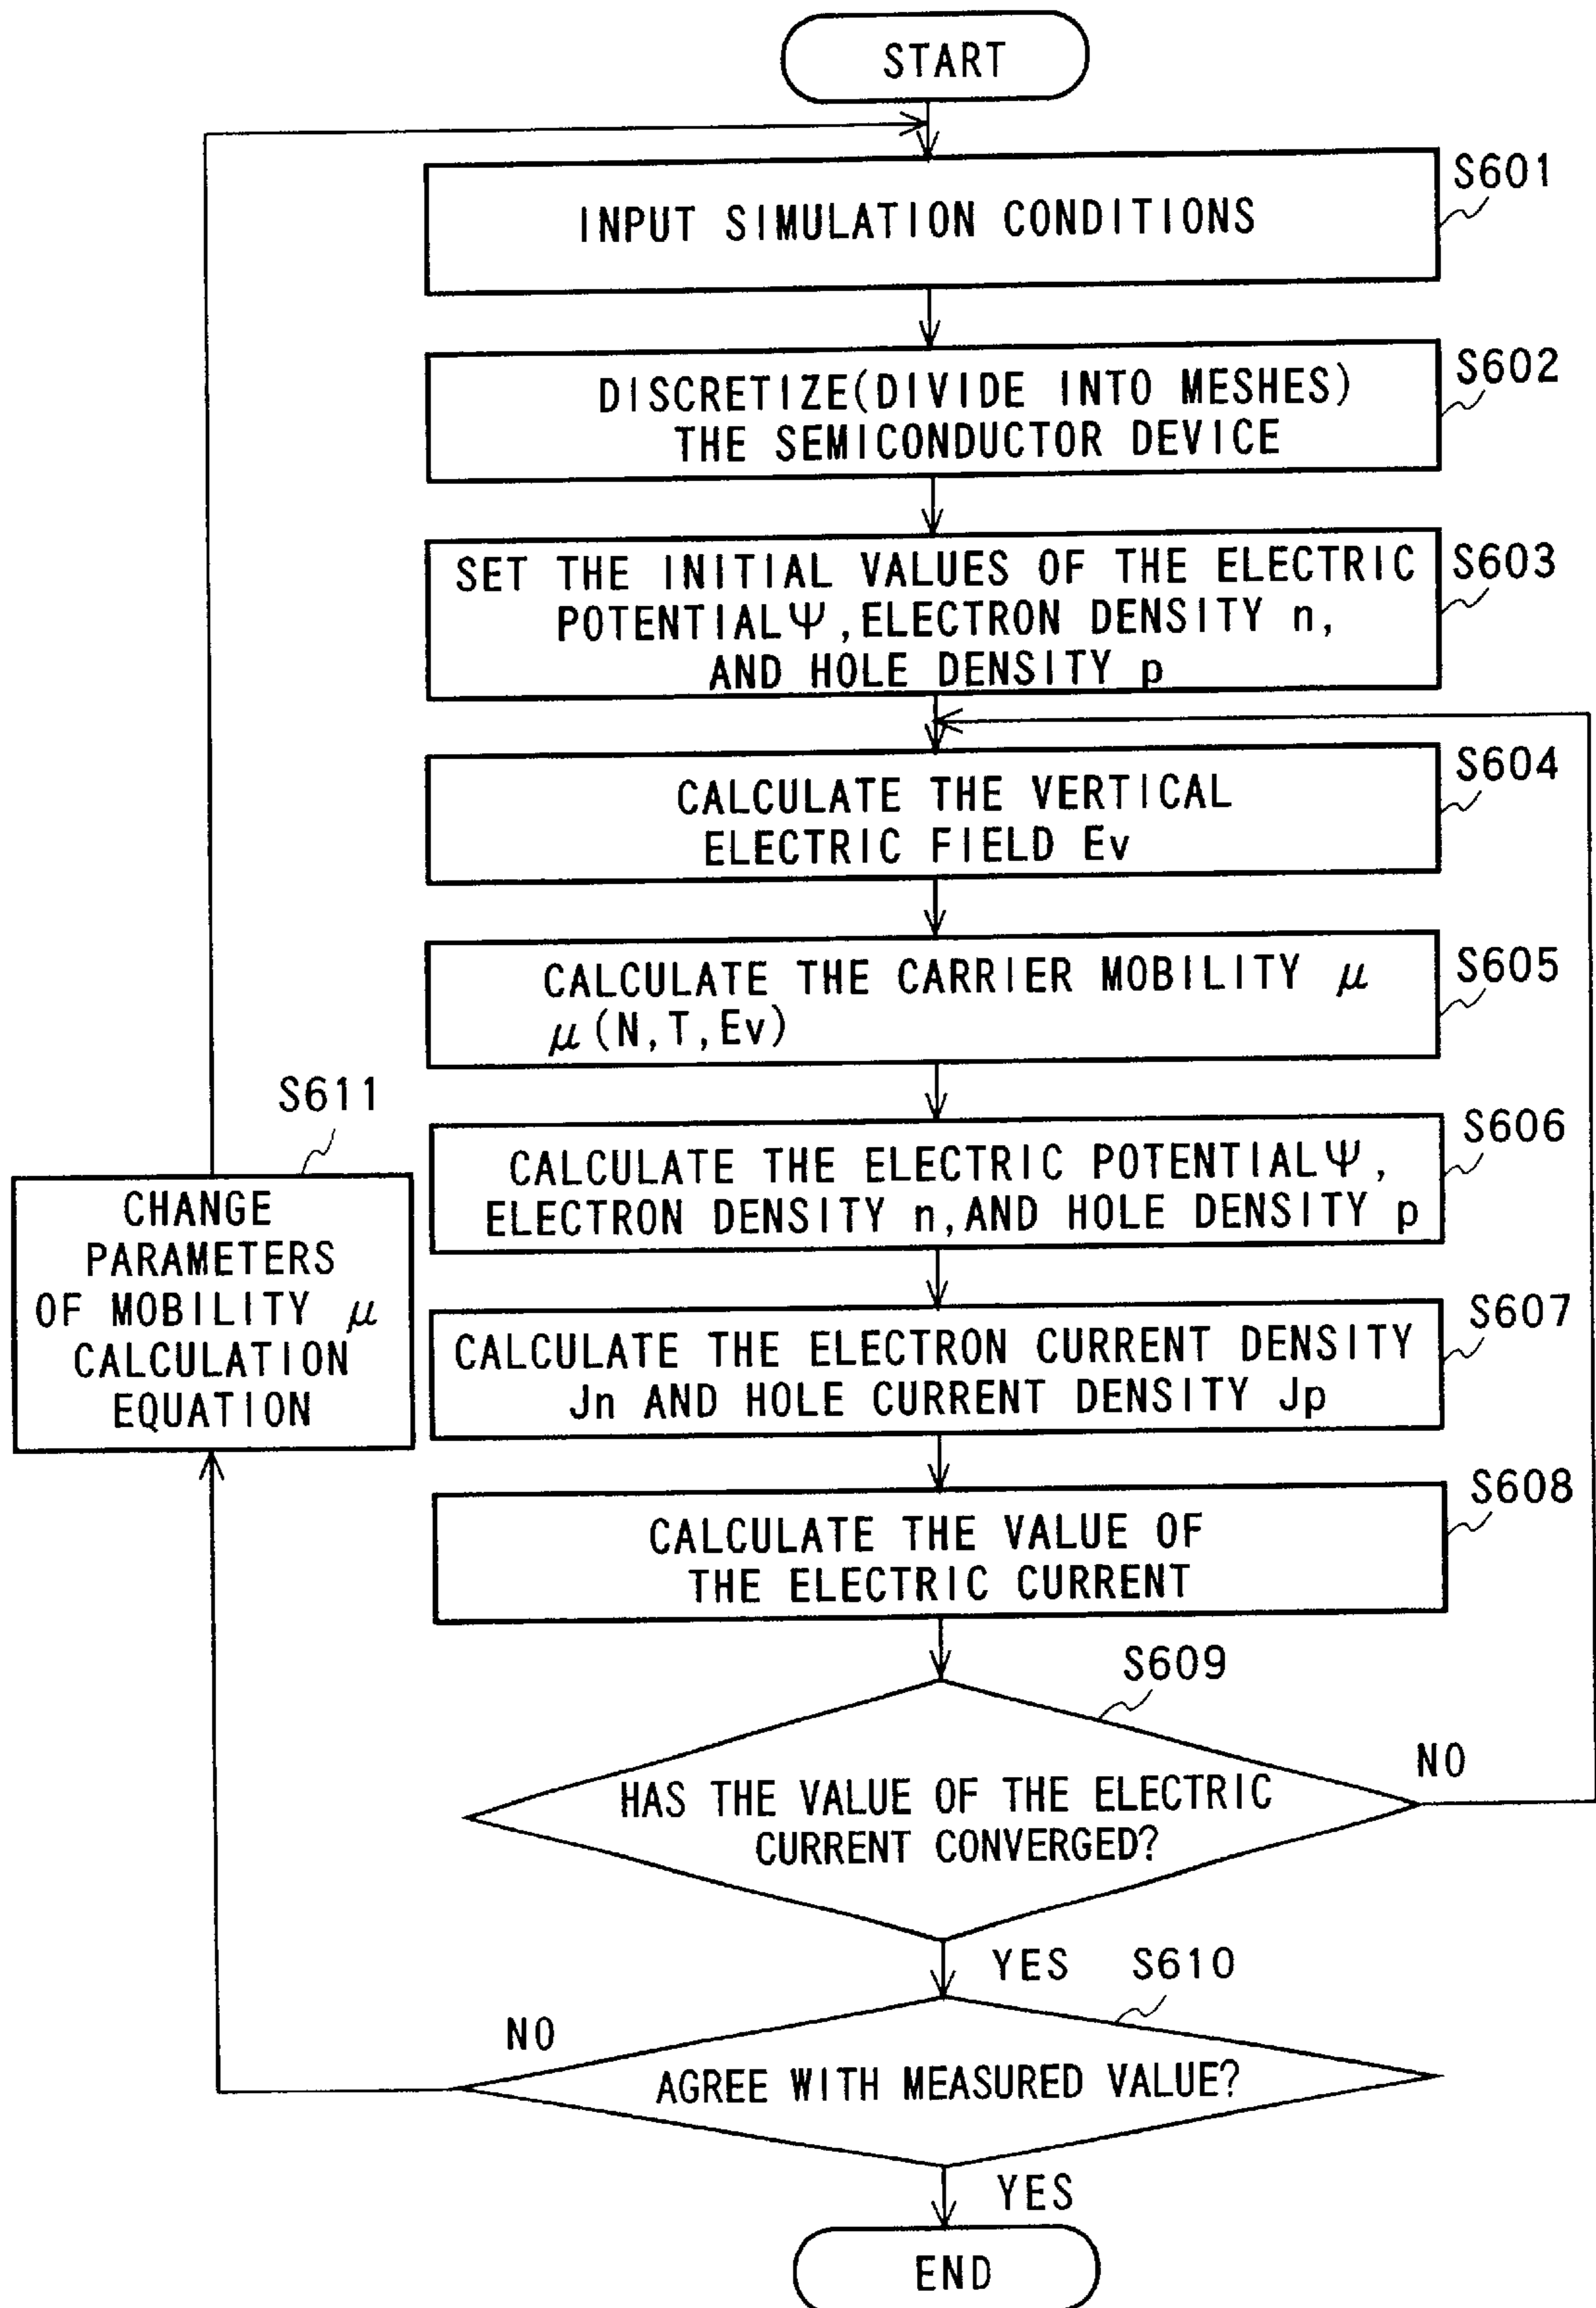 START
S601
INPUT SIMULATION CONDITIONS
S602
DISCRETIZE(DIVIDE INTO MESHES)
THE SEMICONDUCTOR DEVICE
S603
SET THE INITIAL VALUES OF THE ELECTRIC
POTENTIALΨ,ELECTRON DENSITY n,
AND HOLE DENSITY p
S604
CALCULATE THE VERTICAL
ELECTRIC FIELD Ev
S605
CALCULATE THE CARRIER MOBILITY μ
μ(N,T,Ev)
S606
CALCULATE THE ELECTRIC POTENTIALΨ,
ELECTRON DENSITY n,AND HOLE DENSITY p
S607
CALCULATE THE ELECTRON CURRENT DENSITY
Jn AND HOLE CURRENT DENSITY Jp
S608
CALCULATE THE VALUE OF
THE ELECTRIC CURRENT
S609
HAS THE VALUE OF THE ELECTRIC
CURRENT CONVERGED?
NO
YES
S610
AGREE WITH MEASURED VALUE?
NO
YES
S611
CHANGE
PARAMETERS
OF MOBILITY μ
CALCULATION
EQUATION
END